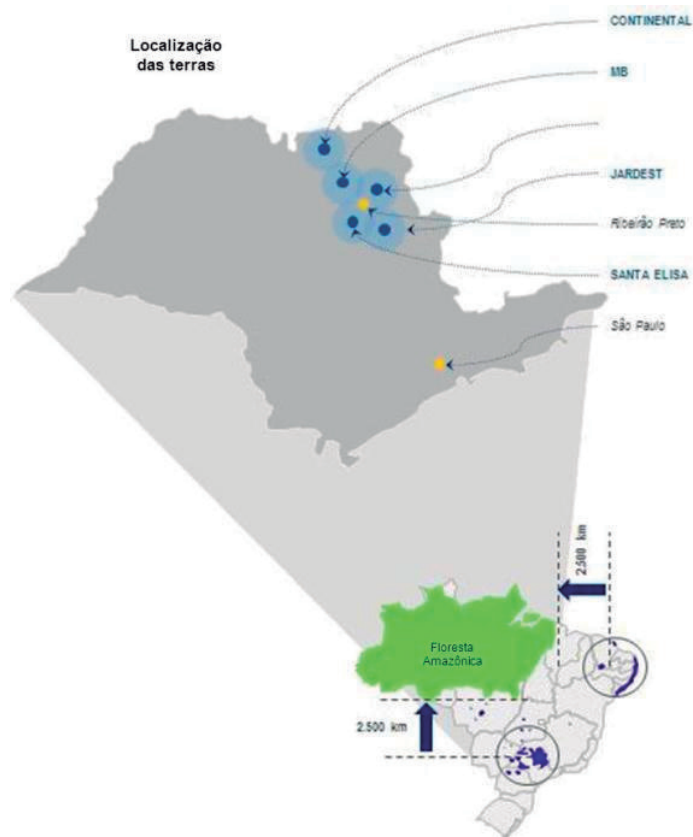 Localização
das terras
CONTINENTAL
MB
JARDEST
Ribeirão Preto
SANTA ELISA
São Paulo
2.500 km
Floresta
Amazônica
2.500 km